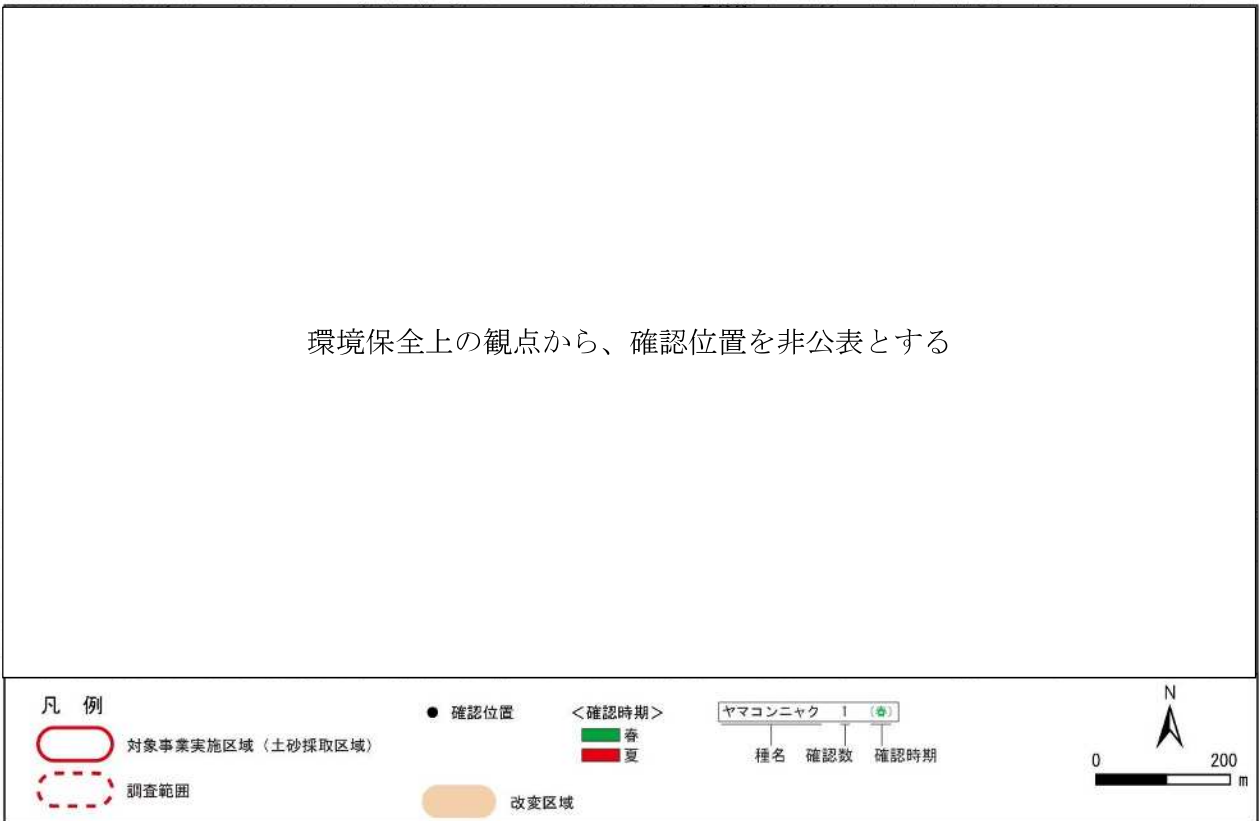 環境保全上の観点から、確認位置を非公表とする
凡 例
対象事業実施区域（土砂採取区域）
調査範囲
● 確認位置
改変区域
＜確認時期＞
春
夏
ヤマコンニャク 1 (春)
種名 確認数 確認時期
N
0 200
m